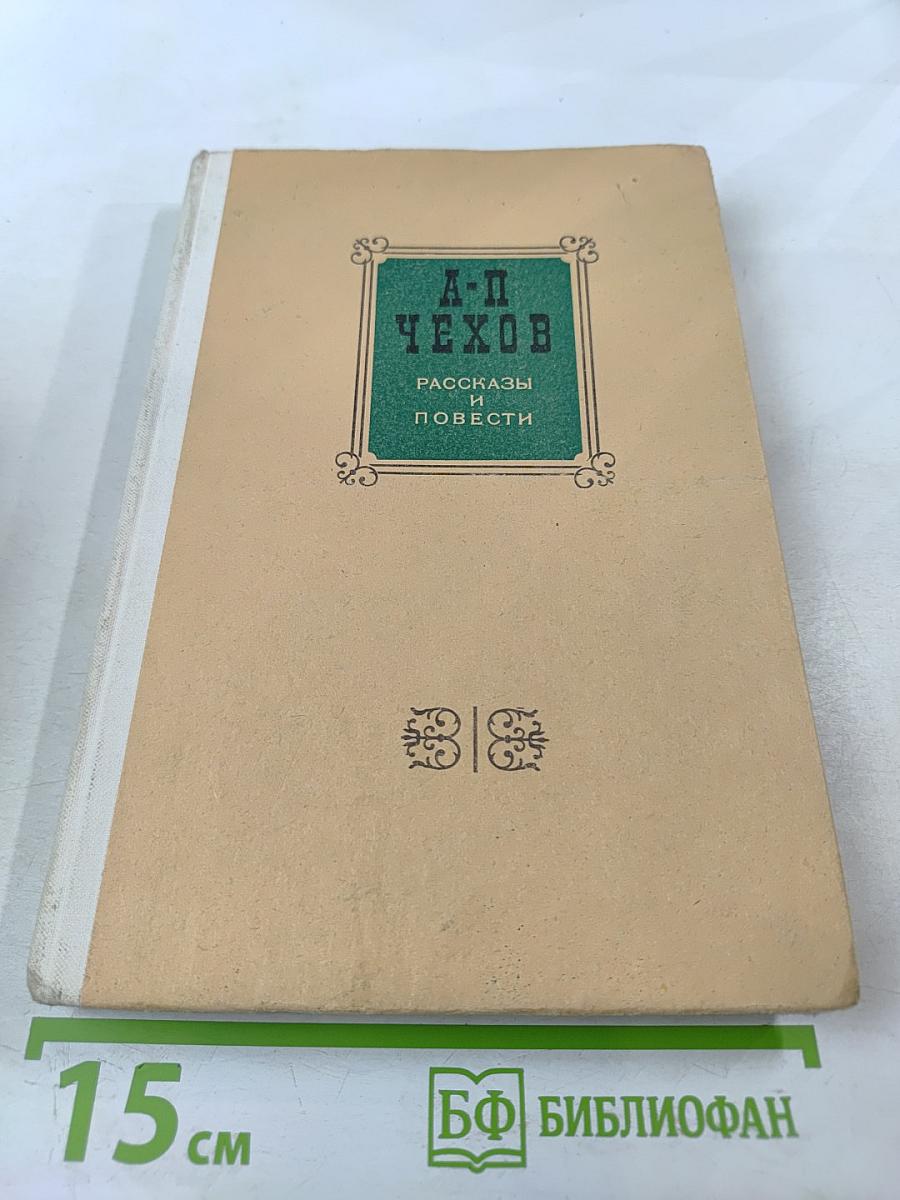 А-П
ЧЕХОВ
РАССКАЗЫ
И
ПОВЕСТИ
15 см
БФ БИБЛИОФАН